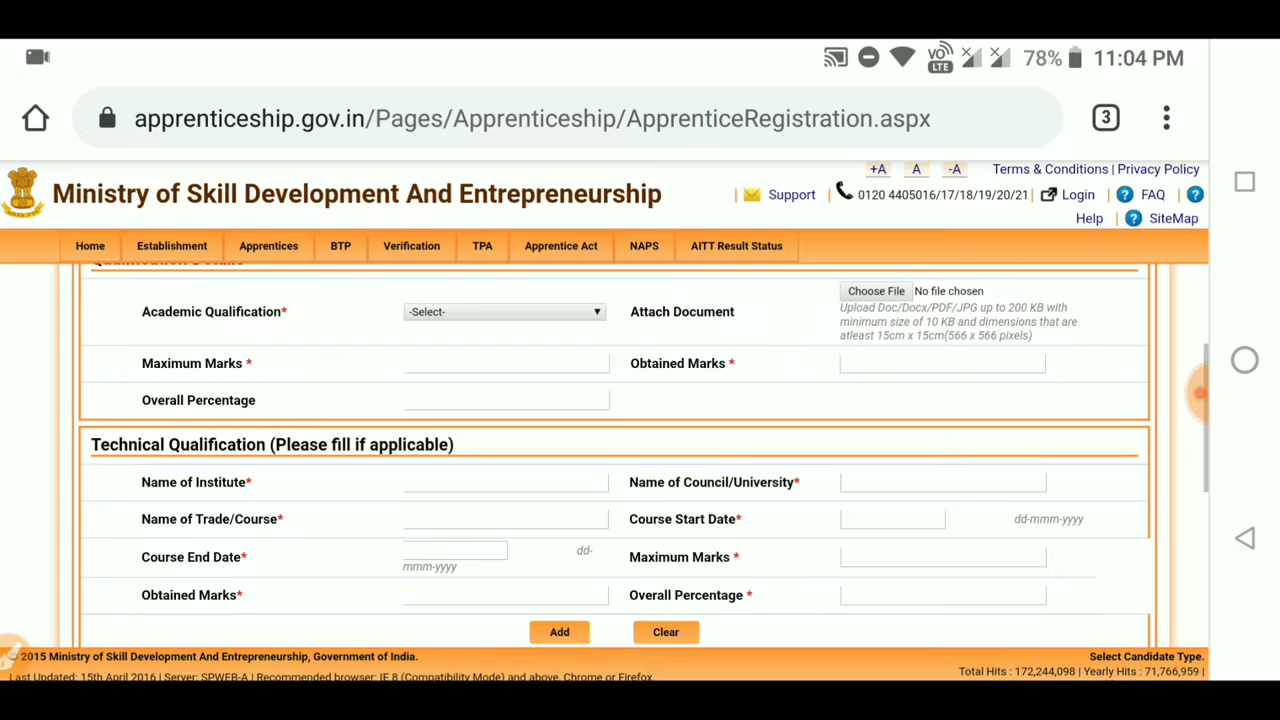 VO
LTE
78%
11:04 PM
apprenticeship.gov.in/Pages/Apprenticeship/ApprenticeRegistration.aspx
3
+A A -A Terms & Conditions | Privacy Policy
Ministry of Skill Development And Entrepreneurship
| Support | 0120 4405016/17/18/19/20/21 | Login | ? FAQ | ?
Help | ? SiteMap
Home Establishment Apprentices BTP Verification TPA Apprentice Act NAPS AITT Result Status
Qualification Details
Academic Qualification* -Select- Attach Document Choose File No file chosen
Upload Doc/Docx/PDF/JPG up to 200 KB with
minimum size of 10 KB and dimensions that are
atleast 15cm x 15cm(566 x 566 pixels)
Maximum Marks * Obtained Marks *
Overall Percentage
Technical Qualification (Please fill if applicable)
Name of Institute* Name of Council/University*
Name of Trade/Course* Course Start Date* dd-mmm-yyyy
Course End Date* dd-
mmm-yyyy Maximum Marks *
Obtained Marks* Overall Percentage *
Add Clear
2015 Ministry of Skill Development And Entrepreneurship, Government of India. Select Candidate Type.
Last Updated: 15th April 2016 | Server: SPWEB-A | Recommended browser: IE 8 (Compatibility Mode) and above, Chrome or Firefox. Total Hits : 172,244,098 | Yearly Hits : 71,766,959 |